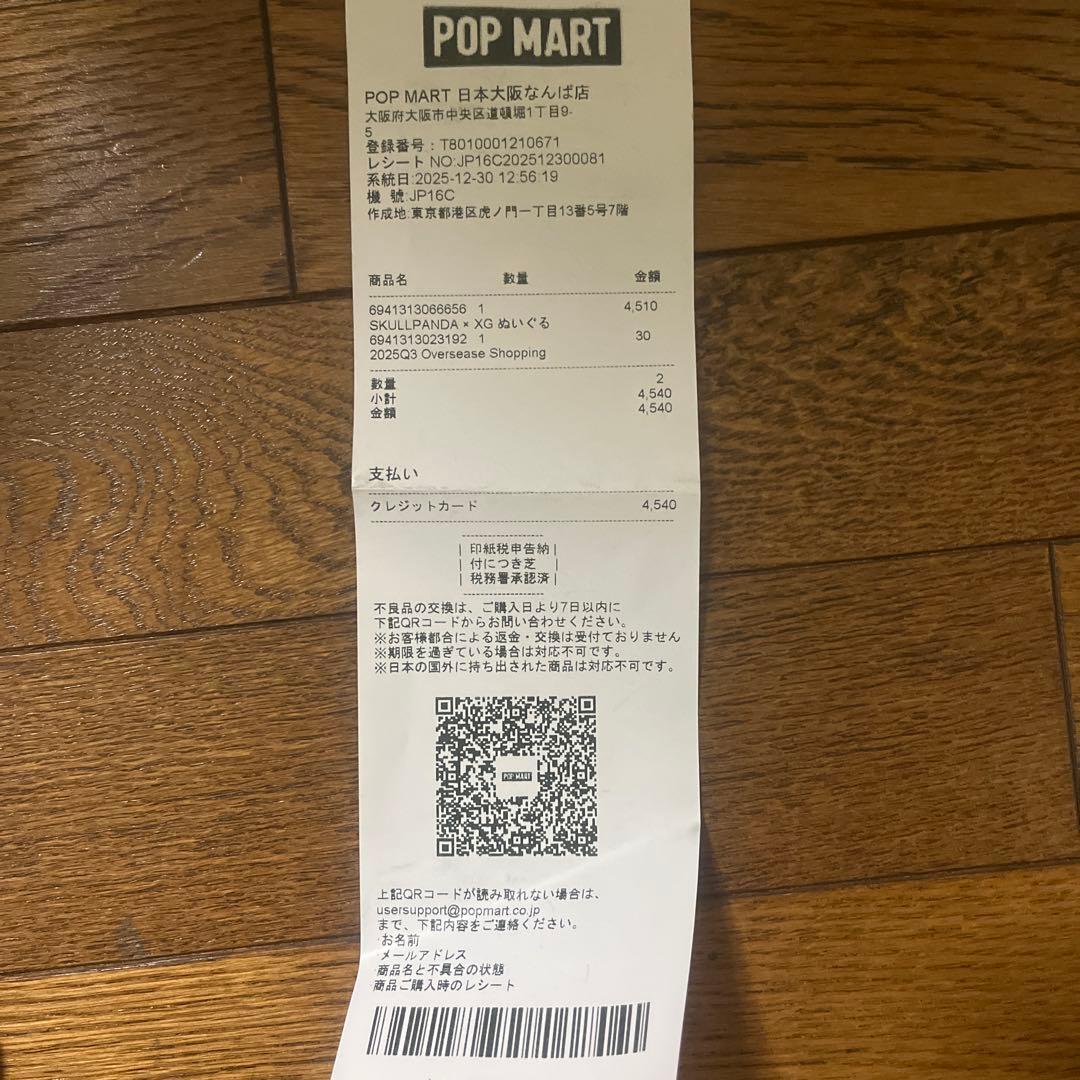 POP MART
POP MART 日本大阪なんば店
大阪府大阪市中央区道頓堀1丁目9-
5
登録番号：T8010001210671
レシート NO:JP16C202512300081
系統日:2025-12-30 12:56:19
機 號:JP16C
作成地:東京都港区虎ノ門一丁目13番5号7階
商品名 數量 金額
6941313066656 1 4,510
SKULLPANDA × XG ぬいぐる
6941313023192 1 30
2025Q3 Oversease Shopping
數量 2
小計 4,540
金額 4,540
支払い
クレジットカード 4,540
印紙税申告納
付につき芝
税務署承認済
不良品の交換は、ご購入日より7日以内に
下記QRコードからお問い合わせください。
※お客様都合による返金・交換は受付ておりません
※期限を過ぎている場合は対応不可です。
※日本の国外に持ち出された商品は対応不可です。
POP MART
上記QRコードが読み取れない場合は、
usersupport@popmart.co.jp
まで、下記内容をご連絡ください。
·お名前
·メールアドレス
·商品名と不具合の状態
商品ご購入時のレシート